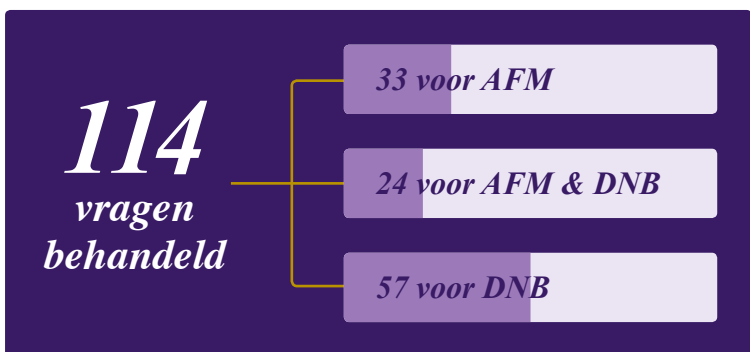 114
vragen
behandeld
33 voor AFM
24 voor AFM & DNB
57 voor DNB